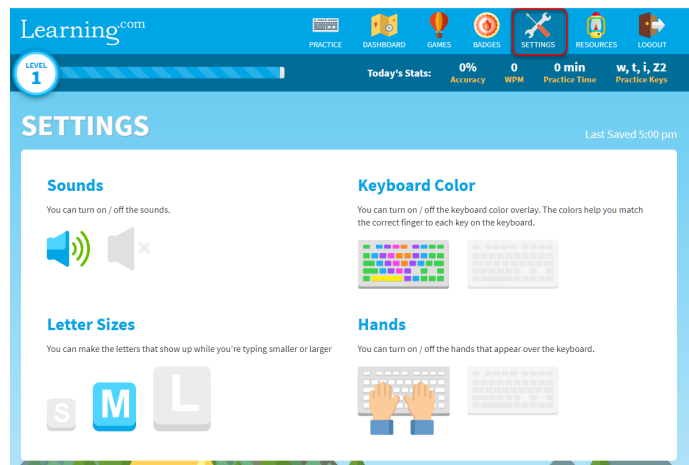 Learning.com
PRACTICE DASHBOARD GAMES BADGES SETTINGS RESOURCES LOGOUT
LEVEL
1
Today's Stats: 0% 0 0 min w, t, i, Z2
Accuracy WPM Practice Time Practice Keys
SETTINGS
Last Saved 5:00 pm
Sounds
You can turn on / off the sounds.
Keyboard Color
You can turn on / off the keyboard color overlay. The colors help you match
the correct finger to each key on the keyboard.
Letter Sizes
You can make the letters that show up while you're typing smaller or larger
S M L
Hands
You can turn on / off the hands that appear over the keyboard.